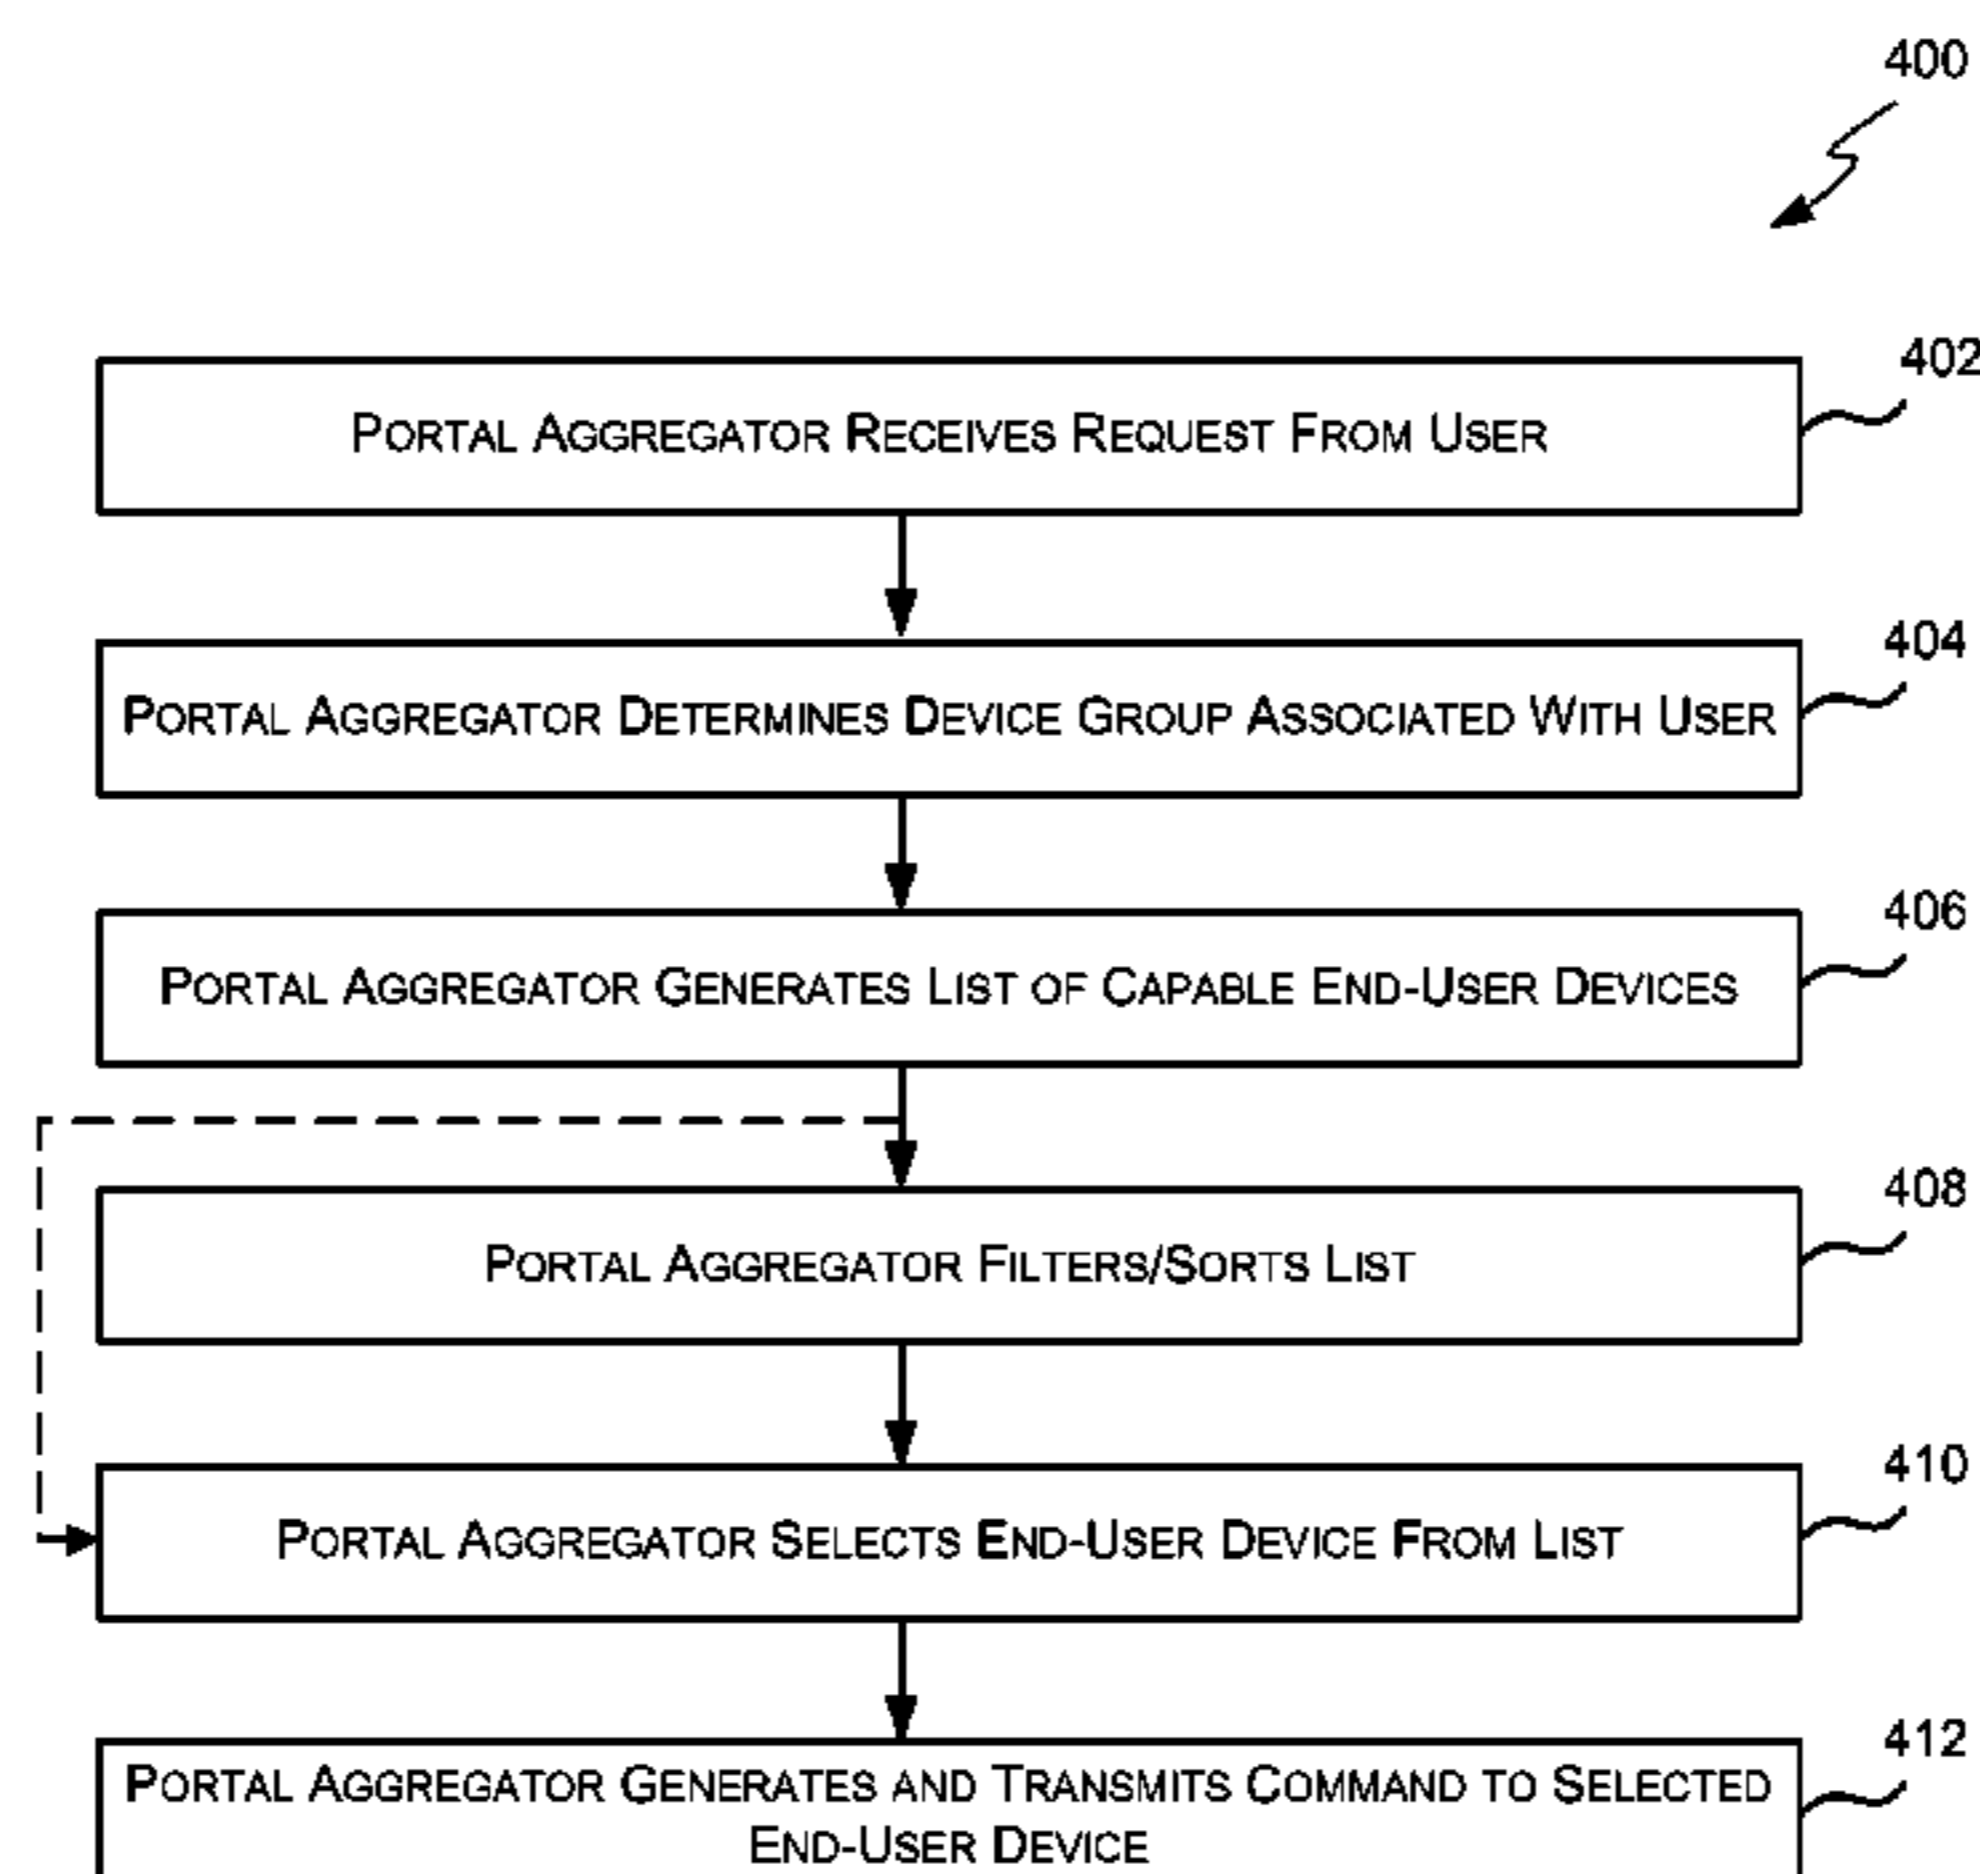 400
402
PORTAL AGGREGATOR RECEIVES REQUEST FROM USER
404
PORTAL AGGREGATOR DETERMINES DEVICE GROUP ASSOCIATED WITH USER
406
PORTAL AGGREGATOR GENERATES LIST OF CAPABLE END-USER DEVICES
408
PORTAL AGGREGATOR FILTERS/SORTS LIST
410
PORTAL AGGREGATOR SELECTS END-USER DEVICE FROM LIST
412
PORTAL AGGREGATOR GENERATES AND TRANSMITS COMMAND TO SELECTED
END-USER DEVICE